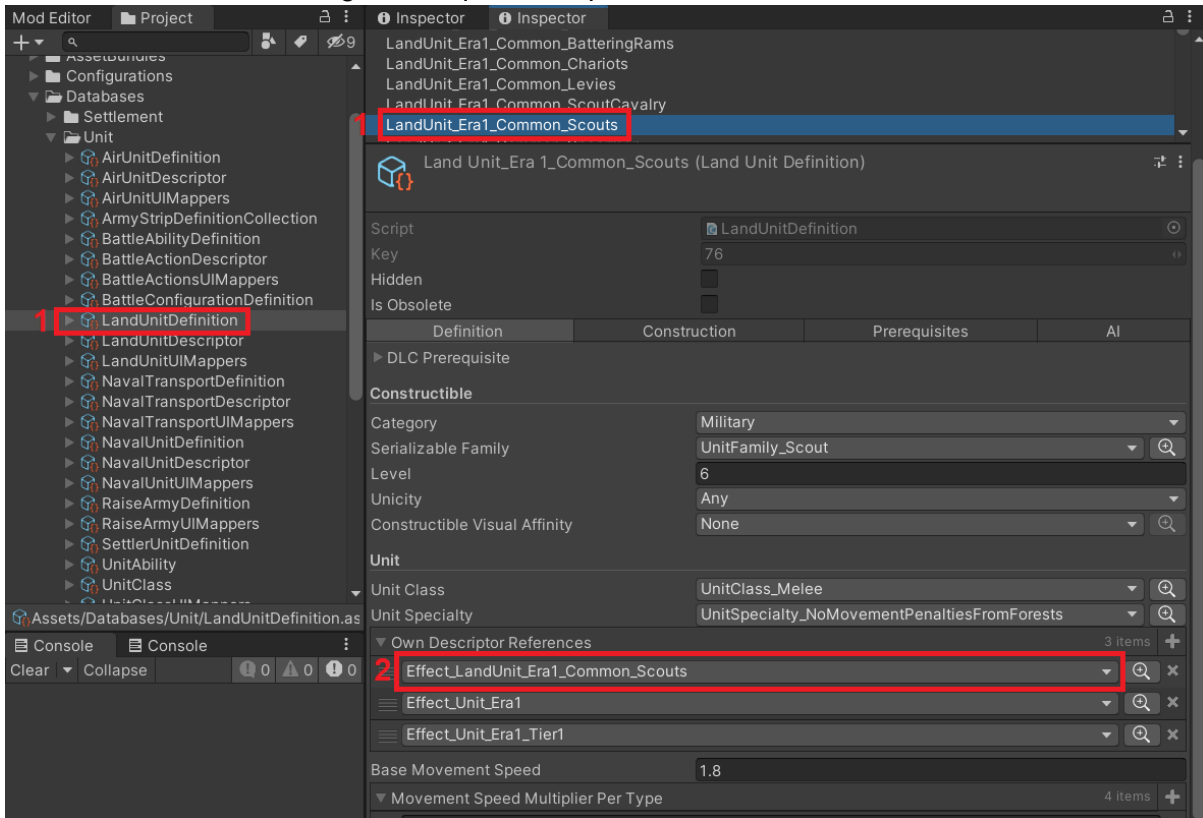 Mod Editor Project
9
AssetBundles
Configurations
Databases
Settlement
Unit
AirUnitDefinition
AirUnitDescriptor
AirUnitUIMappers
ArmyStripDefinitionCollection
BattleAbilityDefinition
BattleActionDescriptor
BattleActionsUIMappers
BattleConfigurationDefinition
1 LandUnitDefinition
LandUnitDescriptor
LandUnitUIMappers
NavalTransportDefinition
NavalTransportDescriptor
NavalTransportUIMappers
NavalUnitDefinition
NavalUnitDescriptor
NavalUnitUIMappers
RaiseArmyDefinition
RaiseArmyUIMappers
SettlerUnitDefinition
UnitAbility
UnitClass
UnitClassUIMappers
Assets/Databases/Unit/LandUnitDefinition.as
Console Console
Clear Collapse 0 0 0
Inspector Inspector
LandUnit_Era1_Common_BatteringRams
LandUnit_Era1_Common_Chariots
LandUnit_Era1_Common_Levies
LandUnit_Era1_Common_ScoutCavalry
1 LandUnit_Era1_Common_Scouts
Land Unit_Era 1_Common_Scouts (Land Unit Definition)
Script LandUnitDefinition
Key 76
Hidden
Is Obsolete
Definition Construction Prerequisites AI
DLC Prerequisite
Constructible
Category Military
Serializable Family UnitFamily_Scout
Level 6
Unicity Any
Constructible Visual Affinity None
Unit
Unit Class UnitClass_Melee
Unit Specialty UnitSpecialty_NoMovementPenaltiesFromForests
Own Descriptor References 3 items
2 Effect_LandUnit_Era1_Common_Scouts
Effect_Unit_Era1
Effect_Unit_Era1_Tier1
Base Movement Speed 1.8
Movement Speed Multiplier Per Type 4 items